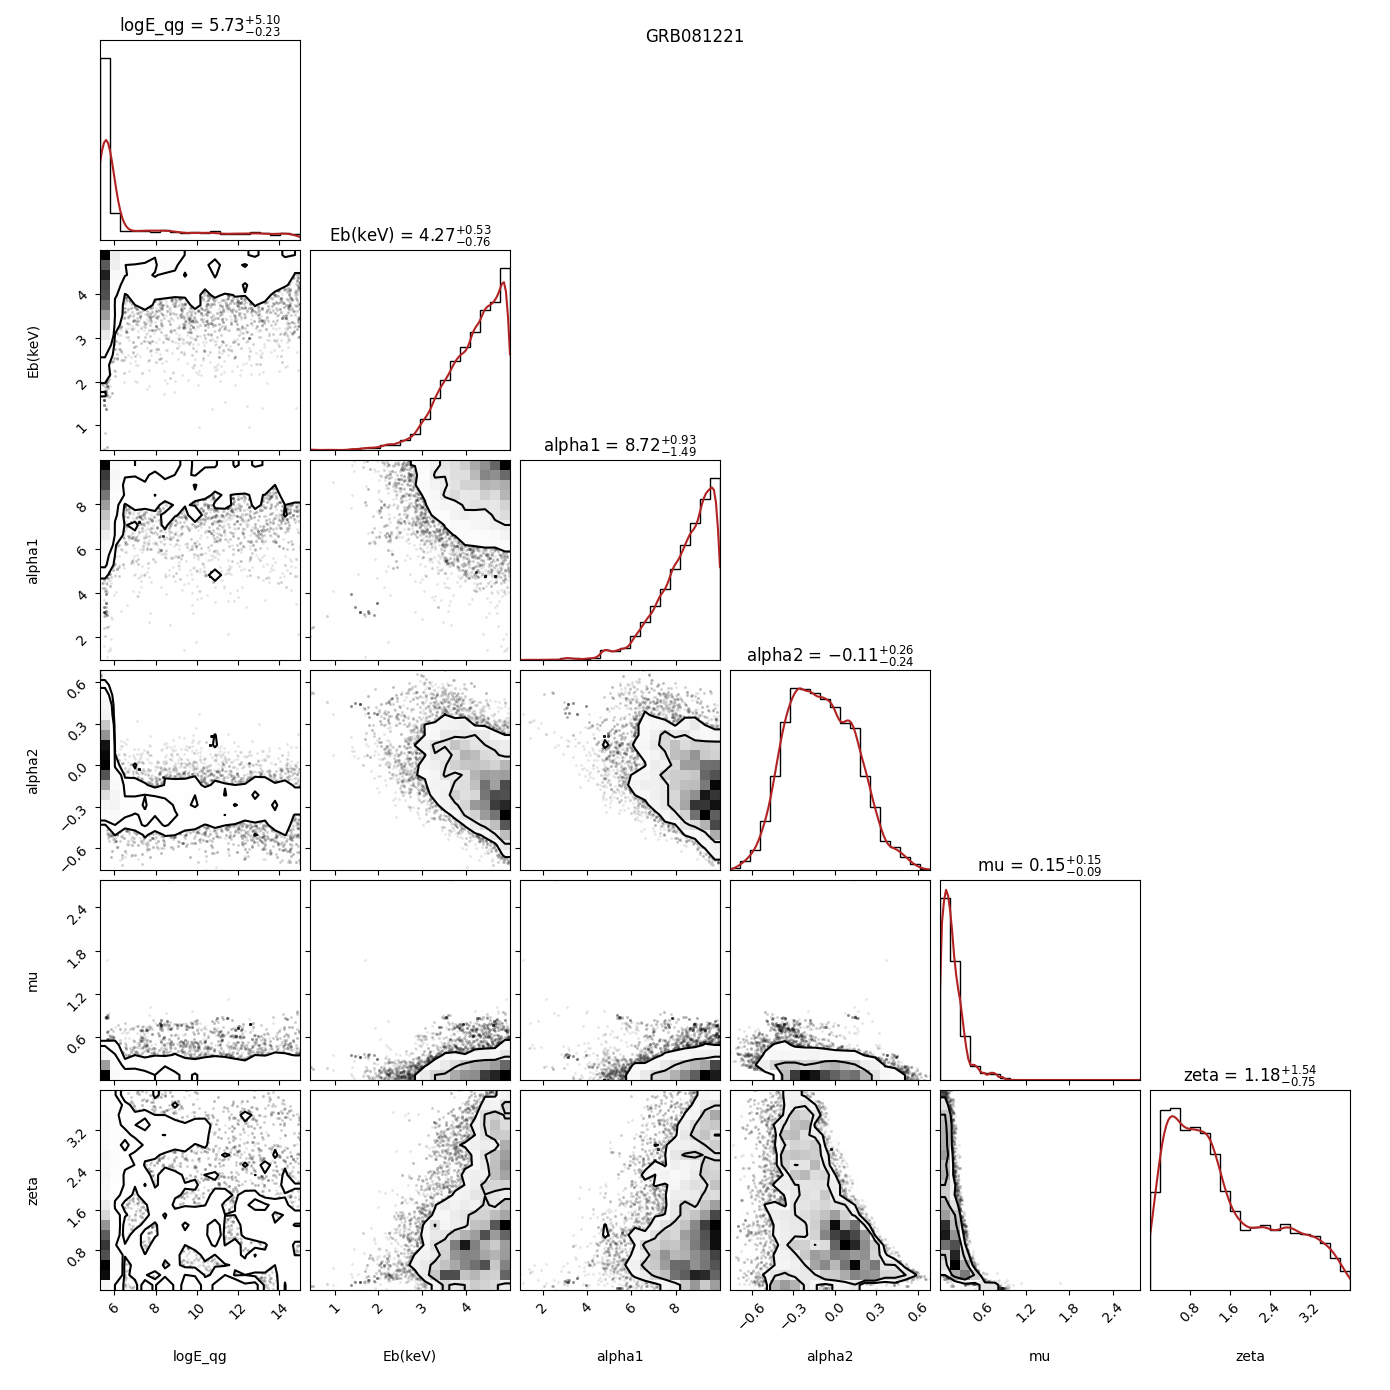 GRB081221
logE_qg = 5.73 +5.10 −0.23
Eb(keV) = 4.27 +0.53 −0.76
4
3
2
1
Eb(keV)
alpha1 = 8.72 +0.93 −1.49
8
6
4
2
alpha1
alpha2 = −0.11 +0.26 −0.24
0.6
0.3
0.0
−0.3
−0.6
alpha2
mu = 0.15 +0.15 −0.09
2.4
1.8
1.2
0.6
mu
zeta = 1.18 +1.54 −0.75
3.2
2.4
1.6
0.8
zeta
6 8 10 12 14
1 2 3 4
2 4 6 8
−0.6 −0.3 0.0 0.3 0.6
0.6 1.2 1.8 2.4
0.8 1.6 2.4 3.2
logE_qg
Eb(keV)
alpha1
alpha2
mu
zeta